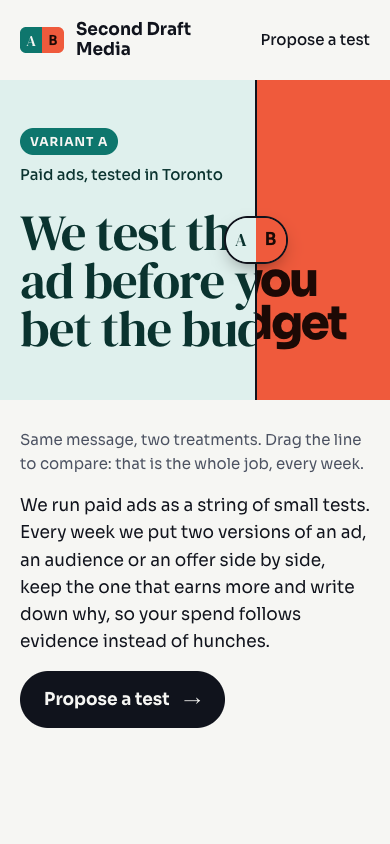 A B
Second Draft
Media
Propose a test
VARIANT A
Paid ads, tested in Toronto
We test th
A B
ad before you
bet the budget
Same message, two treatments. Drag the line
to compare: that is the whole job, every week.
We run paid ads as a string of small tests.
Every week we put two versions of an ad,
an audience or an offer side by side,
keep the one that earns more and write
down why, so your spend follows
evidence instead of hunches.
Propose a test →